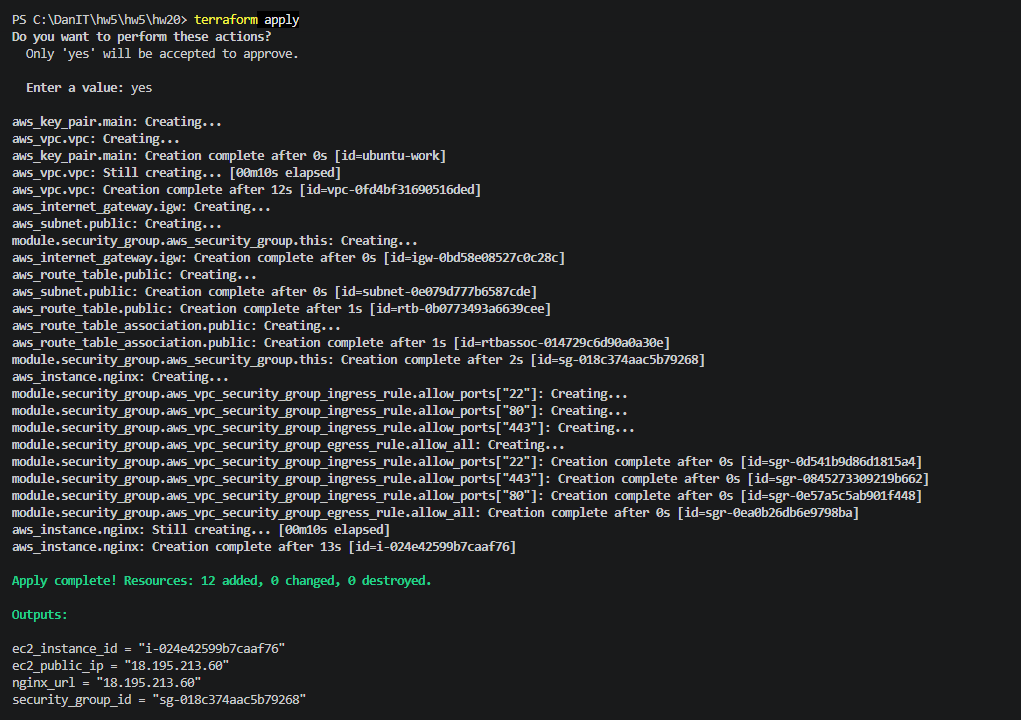 PS C:\DanIT\hw5\hw5\hw20> terraform apply
Do you want to perform these actions?
  Only 'yes' will be accepted to approve.

  Enter a value: yes

aws_key_pair.main: Creating...
aws_vpc.vpc: Creating...
aws_key_pair.main: Creation complete after 0s [id=ubuntu-work]
aws_vpc.vpc: Still creating... [00m10s elapsed]
aws_vpc.vpc: Creation complete after 12s [id=vpc-0fd4bf31690516ded]
aws_internet_gateway.igw: Creating...
aws_subnet.public: Creating...
module.security_group.aws_security_group.this: Creating...
aws_internet_gateway.igw: Creation complete after 0s [id=igw-0bd58e08527c0c28c]
aws_route_table.public: Creating...
aws_subnet.public: Creation complete after 0s [id=subnet-0e079d777b6587cde]
aws_route_table.public: Creation complete after 1s [id=rtb-0b0773493a6639cee]
aws_route_table_association.public: Creating...
aws_route_table_association.public: Creation complete after 1s [id=rtbassoc-014729c6d90a0a30e]
module.security_group.aws_security_group.this: Creation complete after 2s [id=sg-018c374aac5b79268]
aws_instance.nginx: Creating...
module.security_group.aws_vpc_security_group_ingress_rule.allow_ports["22"]: Creating...
module.security_group.aws_vpc_security_group_ingress_rule.allow_ports["80"]: Creating...
module.security_group.aws_vpc_security_group_ingress_rule.allow_ports["443"]: Creating...
module.security_group.aws_vpc_security_group_egress_rule.allow_all: Creating...
module.security_group.aws_vpc_security_group_ingress_rule.allow_ports["22"]: Creation complete after 0s [id=sgr-0d541b9d86d1815a4]
module.security_group.aws_vpc_security_group_ingress_rule.allow_ports["443"]: Creation complete after 0s [id=sgr-0845273309219b662]
module.security_group.aws_vpc_security_group_ingress_rule.allow_ports["80"]: Creation complete after 0s [id=sgr-0e57a5c5ab901f448]
module.security_group.aws_vpc_security_group_egress_rule.allow_all: Creation complete after 0s [id=sgr-0ea0b26db6e9798ba]
aws_instance.nginx: Still creating... [00m10s elapsed]
aws_instance.nginx: Creation complete after 13s [id=i-024e42599b7caaf76]

Apply complete! Resources: 12 added, 0 changed, 0 destroyed.

Outputs:

ec2_instance_id = "i-024e42599b7caaf76"
ec2_public_ip = "18.195.213.60"
nginx_url = "18.195.213.60"
security_group_id = "sg-018c374aac5b79268"